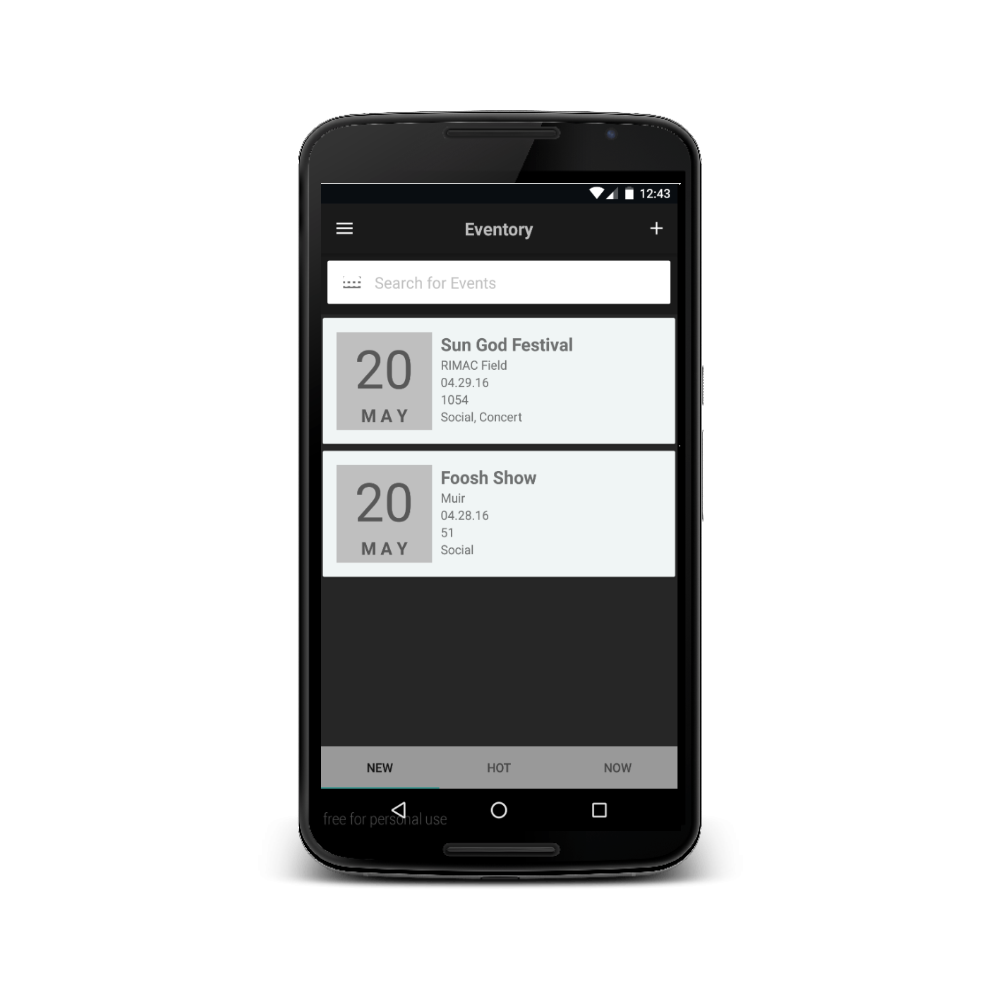 12:43
Eventory
Search for Events
20
MAY
Sun God Festival
RIMAC Field
04.29.16
1054
Social, Concert
20
MAY
Foosh Show
Muir
04.28.16
51
Social
NEW HOT NOW
free for personal use